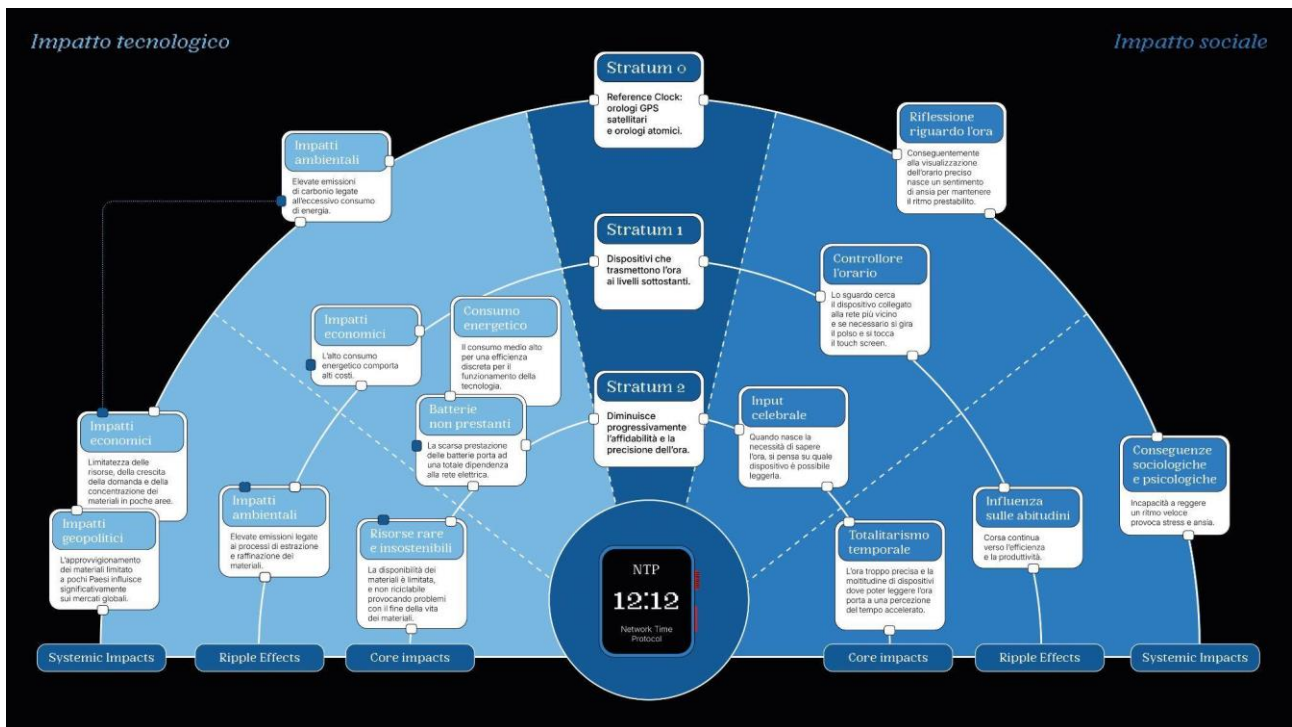 Impatto tecnologico
Impatto sociale
Stratum 0
Reference Clock:
orologi GPS
satellitari
e orologi atomici.
Stratum 1
Dispositivi che
trasmettono l'ora
ai livelli sottostanti.
Stratum 2
Diminuisce
progressivamente
l'affidabilità e la
precisione dell'ora.
Impatti
ambientali
Elevate emissioni
di carbonio legate
all'eccessivo consumo
di energia.
Impatti
economici
L'alto consumo
energetico comporta
alti costi.
Consumo
energetico
Il consumo medio alto
per una efficienza
discreta per il
funzionamento della
tecnologia.
Batterie
non prestanti
La scarsa prestazione
delle batterie porta ad
una totale dipendenza
alla rete elettrica.
Impatti
economici
Limitatezza delle
risorse, della crescita
della domanda e della
concentrazione dei
materiali in poche aree.
Impatti
geopolitici
L'approvvigionamento
dei materiali limitato
a pochi Paesi influisce
significativamente
sui mercati globali.
Impatti
ambientali
Elevate emissioni legate
ai processi di estrazione
e raffinazione dei
materiali.
Risorse rare
e insostenibili
La disponibilità dei
materiali è limitata,
e non riciclabile
provocando problemi
con il fine della vita
dei materiali.
Riflessione
riguardo l'ora
Conseguentemente
alla visualizzazione
dell'orario preciso
nasce un sentimento
di ansia per mantenere
il ritmo prestabilito.
Controllore
l'orario
Lo sguardo cerca
il dispositivo collegato
alla rete più vicino
e se necessario si gira
il polso e si tocca
il touch screen.
Input
celebrale
Quando nasce la
necessità di sapere
l'ora, si pensa su quale
dispositivo è possibile
leggerla.
Conseguenze
sociologiche
e psicologiche
Incapacità a reggere
un ritmo veloce
provoca stress e ansia.
Influenza
sulle abitudini
Corsa continua
verso l'efficienza
e la produttività.
Totalitarismo
temporale
L'ora troppo precisa e la
moltitudine di dispositivi
dove poter leggere l'ora
porta a una percezione
del tempo accelerato.
NTP
12:12
Network Time
Protocol
Systemic Impacts
Ripple Effects
Core impacts
Core impacts
Ripple Effects
Systemic Impacts